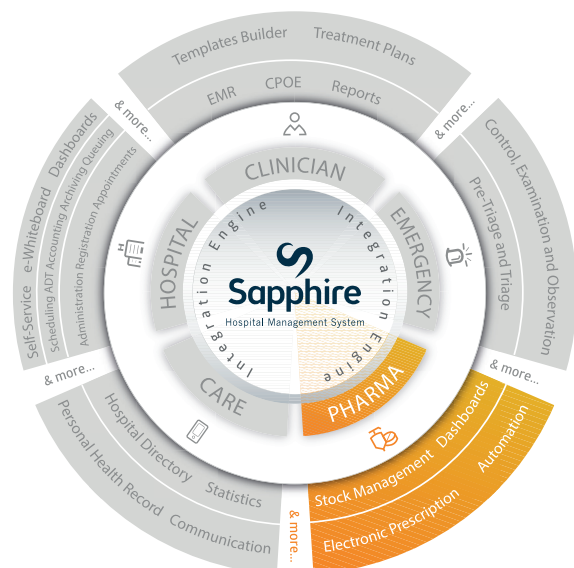 Templates Builder Treatment Plans
EMR CPOE Reports
& more...
& more...
Self-Service e-Whiteboard Dashboards
Scheduling ADT Accounting Archiving Queuing
Administration Registration Appointments
Control Examination and Observation
Pre-Triage and Triage
CLINICIAN
HOSPITAL
EMERGENCY
Integration Engine
Integration Engine
Sapphire
Hospital Management System
CARE
PHARMA
& more...
& more...
Hospital Directory Statistics
Personal Health Record Communication
Stock Management Dashboards
Electronic Prescription Automation
& more...